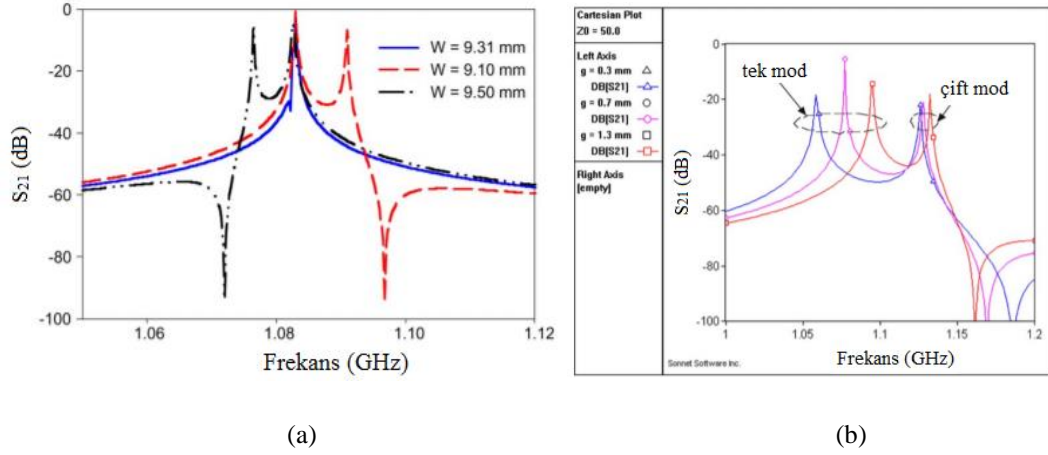 0
-20
-40
-60
-80
-100
S21 (dB)
W = 9.31 mm
W = 9.10 mm
W = 9.50 mm
1.06
1.08
1.10
1.12
Frekans (GHz)
(a)
Cartesian Plot
Z0 = 50.0
Left Axis
g = 0.3 mm
DB[S21]
g = 0.7 mm
DB[S21]
g = 1.3 mm
DB[S21]
Right Axis
[empty]
0
-20
-40
-60
-80
-100
S21 (dB)
tek mod
çift mod
1
1.05
1.1
1.15
1.2
Sonnet Software Inc.
Frekans (GHz)
(b)